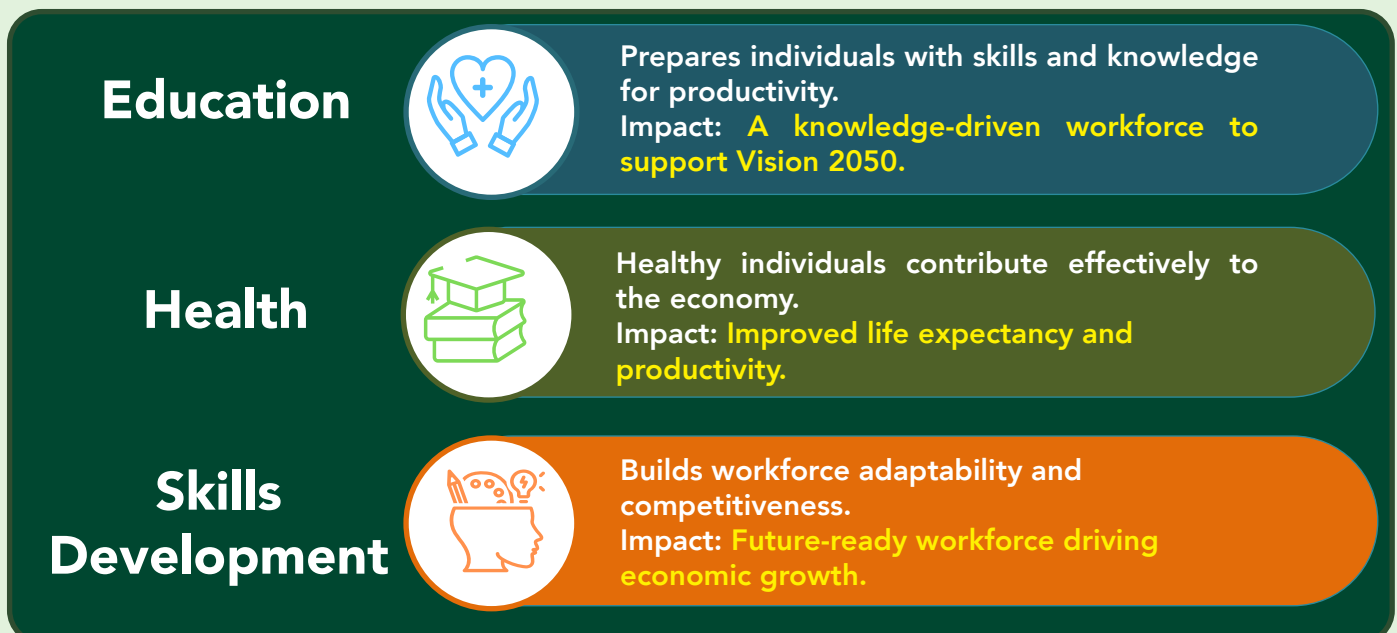 Education
Prepares individuals with skills and knowledge
for productivity.
Impact: A knowledge-driven workforce to
support Vision 2050.
Health
Healthy individuals contribute effectively to
the economy.
Impact: Improved life expectancy and
productivity.
Skills
Development
Builds workforce adaptability and
competitiveness.
Impact: Future-ready workforce driving
economic growth.